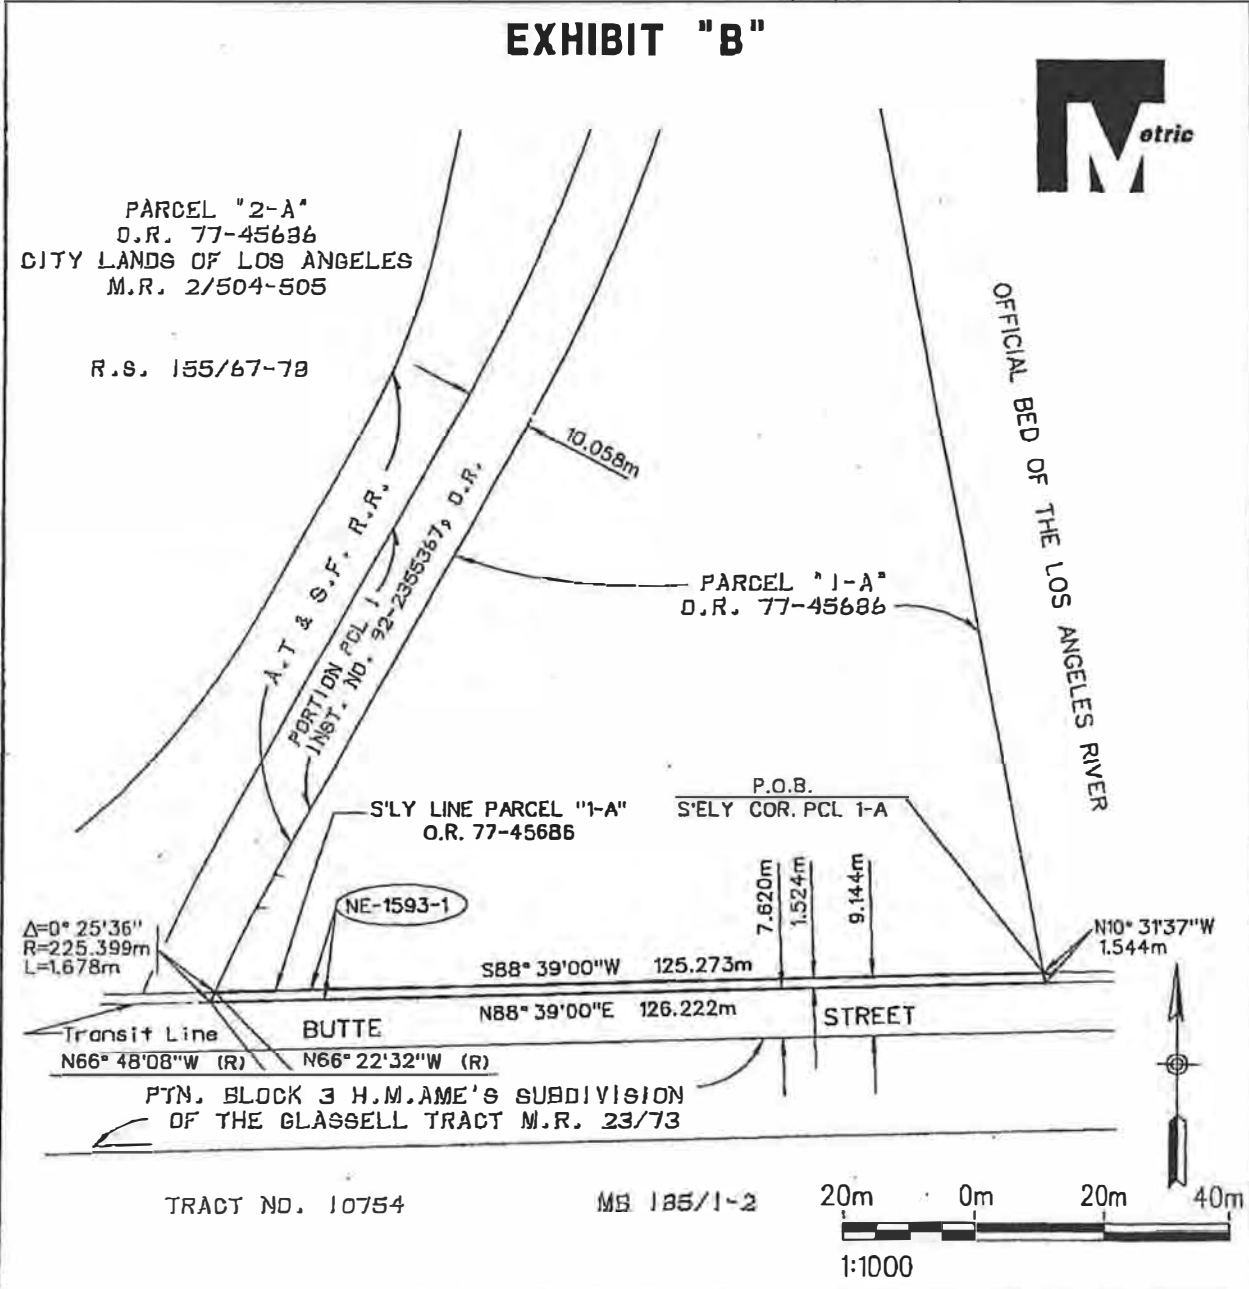 EXHIBIT "B"
Metric
PARCEL "2-A"
O.R. 77-45686
CITY LANDS OF LOS ANGELES
M.R. 2/504-505
R.S. 155/67-78
OFFICIAL BED OF THE LOS ANGELES RIVER
10.058m
A.T & S.F. R.R.
PORTION PCL 1
INST. NO. 92-2355367, O.R.
PARCEL "1-A"
O.R. 77-45686
P.O.B.
S'ELY COR. PCL 1-A
S'LY LINE PARCEL "1-A"
O.R. 77-45686
7.620m
1.524m
9.144m
NE-1593-1
Δ=0° 25'36"
R=225.399m
L=1.678m
N10° 31'37"W
1.544m
S88° 39'00"W 125.273m
N88° 39'00"E 126.222m
Transit Line
BUTTE
STREET
N66° 48'08"W (R)
N66° 22'32"W (R)
PTN. BLOCK 3 H.M.AME'S SUBDIVISION
OF THE GLASSELL TRACT M.R. 23/73
TRACT NO. 10754
MB 185/1-2
20m 0m 20m 40m
1:1000